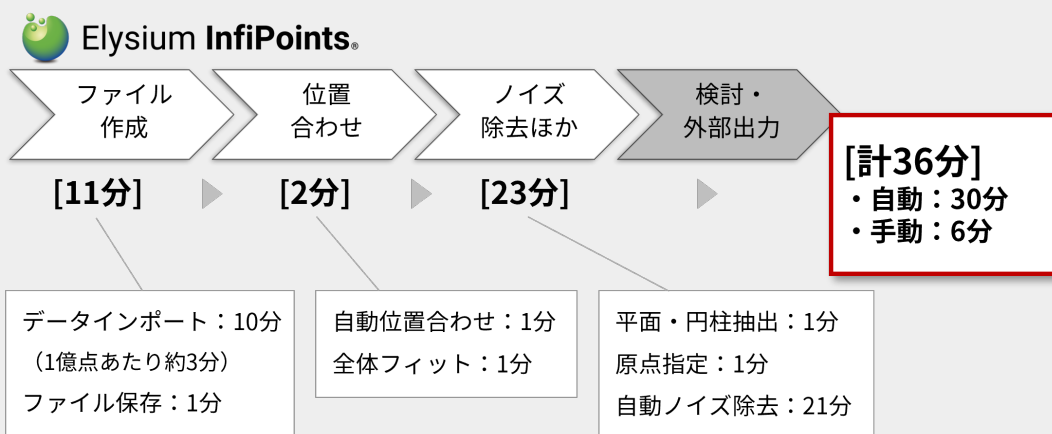 Elysium InfiPoints®
ファイル
作成
位置
合わせ
ノイズ
除去ほか
検討・
外部出力
[11分]
[2分]
[23分]
[計36分]
・自動：30分
・手動：6分
データインポート：10分
（1億点あたり約3分）
ファイル保存：1分
自動位置合わせ：1分
全体フィット：1分
平面・円柱抽出：1分
原点指定：1分
自動ノイズ除去：21分